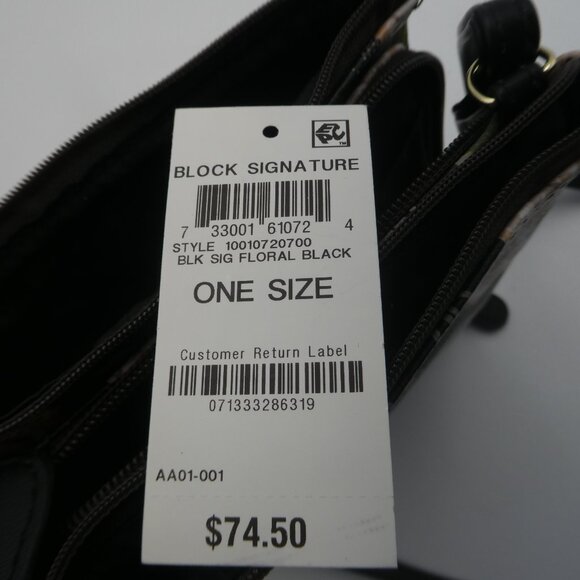 EPC™
BLOCK SIGNATURE
7 33001 61072 4
STYLE 10010720700
BLK SIG FLORAL BLACK
ONE SIZE
Customer Return Label
071333286319
AA01-001
$74.50